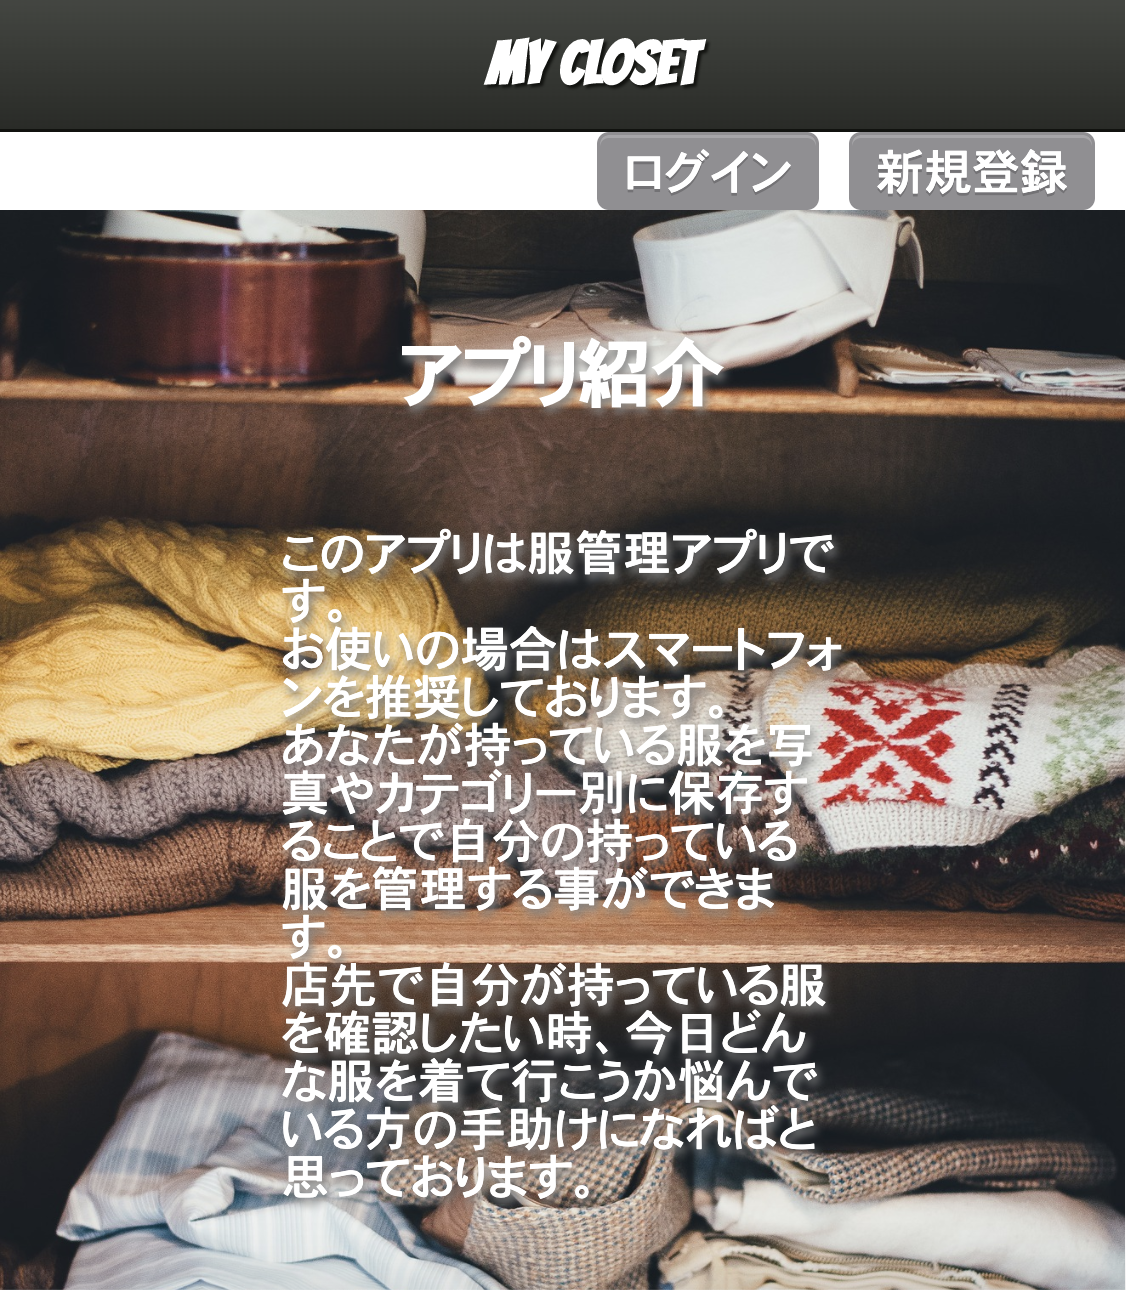 MY CLOSET
ログイン
新規登録
アプリ紹介
このアプリは服管理アプリで
す。
お使いの場合はスマートフォ
ンを推奨しております。
あなたが持っている服を写
真やカテゴリー別に保存す
ることで自分の持っている
服を管理する事ができま
す。
店先で自分が持っている服
を確認したい時、今日どん
な服を着て行こうか悩んで
いる方の手助けになればと
思っております。